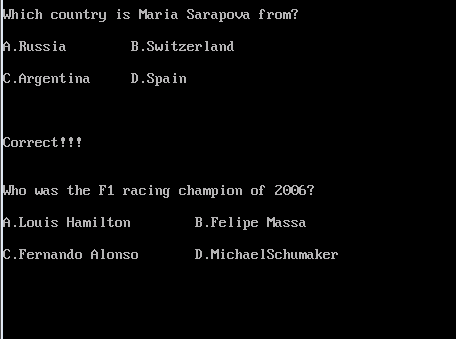 Which country is Maria Sarapova from?
A.Russia B.Switzerland
C.Argentina D.Spain
Correct!!!
Who was the F1 racing champion of 2006?
A.Louis Hamilton B.Felipe Massa
C.Fernando Alonso D.MichaelSchumaker